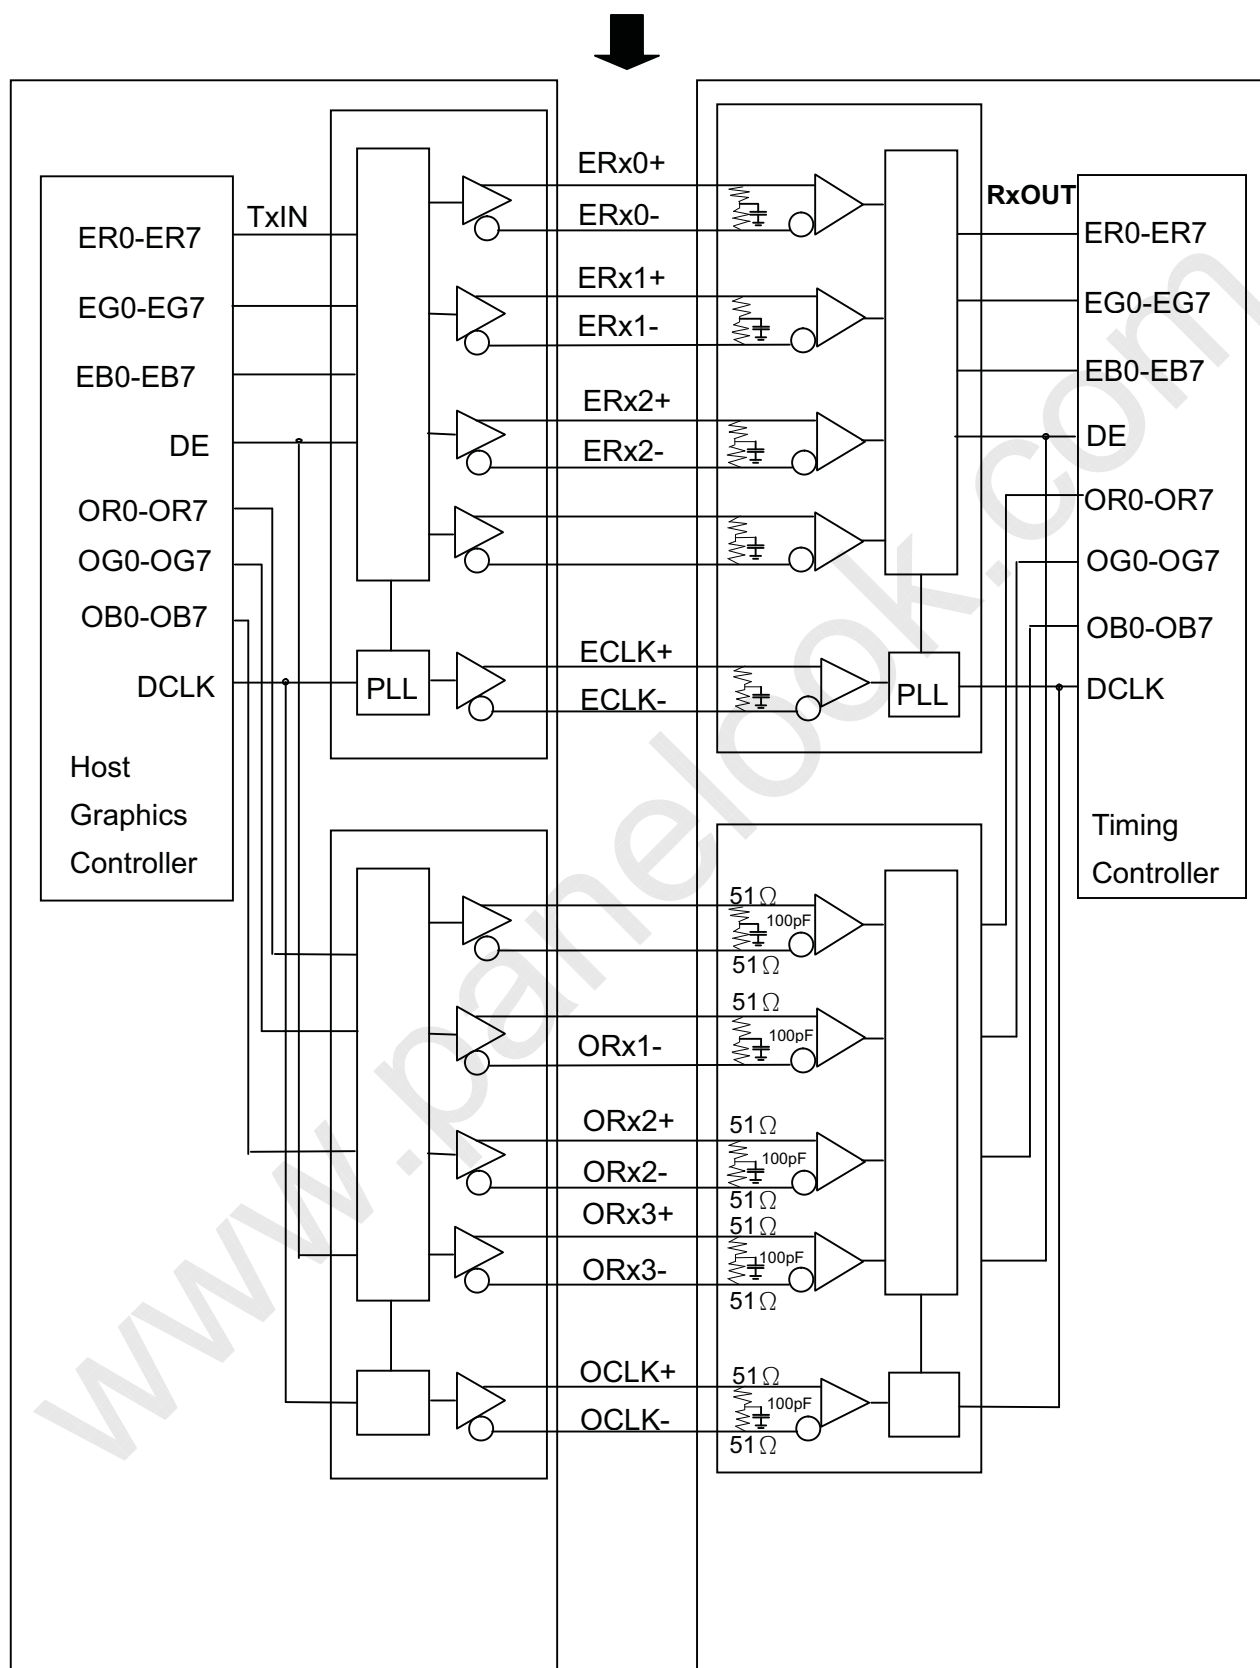 ERx0+
ERx0-
ERx1+
ERx1-
ERx2+
ERx2-
ECLK+
ECLK-
TxIN
ER0-ER7
EG0-EG7
EB0-EB7
DE
OR0-OR7
OG0-OG7
OB0-OB7
DCLK
Host
Graphics
Controller
PLL
PLL
RxOUT
ER0-ER7
EG0-EG7
EB0-EB7
DE
OR0-OR7
OG0-OG7
OB0-OB7
DCLK
Timing
Controller
51Ω
100pF
51Ω
51Ω
ORx1-
100pF
ORx2+
51Ω
ORx2-
100pF
51Ω
ORx3+
51Ω
ORx3-
100pF
51Ω
OCLK+
51Ω
OCLK-
100pF
51Ω
www.panelook.com